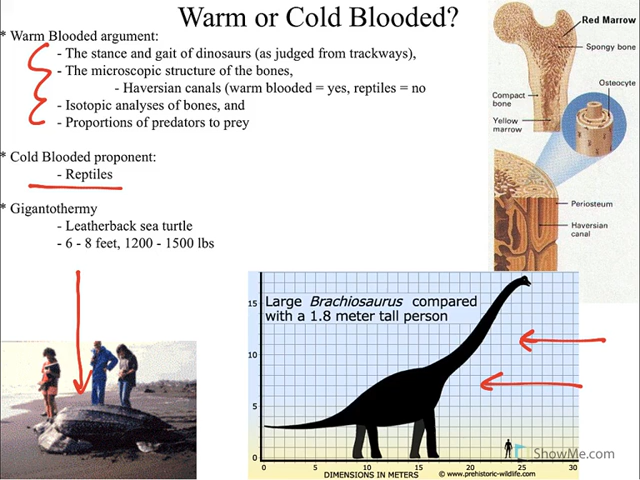 Warm or Cold Blooded?
* Warm Blooded argument:
- The stance and gait of dinosaurs (as judged from trackways),
- The microscopic structure of the bones,
- Haversian canals (warm blooded = yes, reptiles = no
- Isotopic analyses of bones, and
- Proportions of predators to prey
* Cold Blooded proponent:
- Reptiles
* Gigantothermy
- Leatherback sea turtle
- 6 - 8 feet, 1200 - 1500 lbs
Red Marrow
Spongy bone
Osteocyte
Compact
bone
Yellow
marrow
Periosteum
Haversian
canal
Large Brachiosaurus compared
with a 1.8 meter tall person
15
10
5
0
0 5 10 15 20 25 30
DIMENSIONS IN METERS
© www.prehistoric-wildlife.com
ShowMe.com